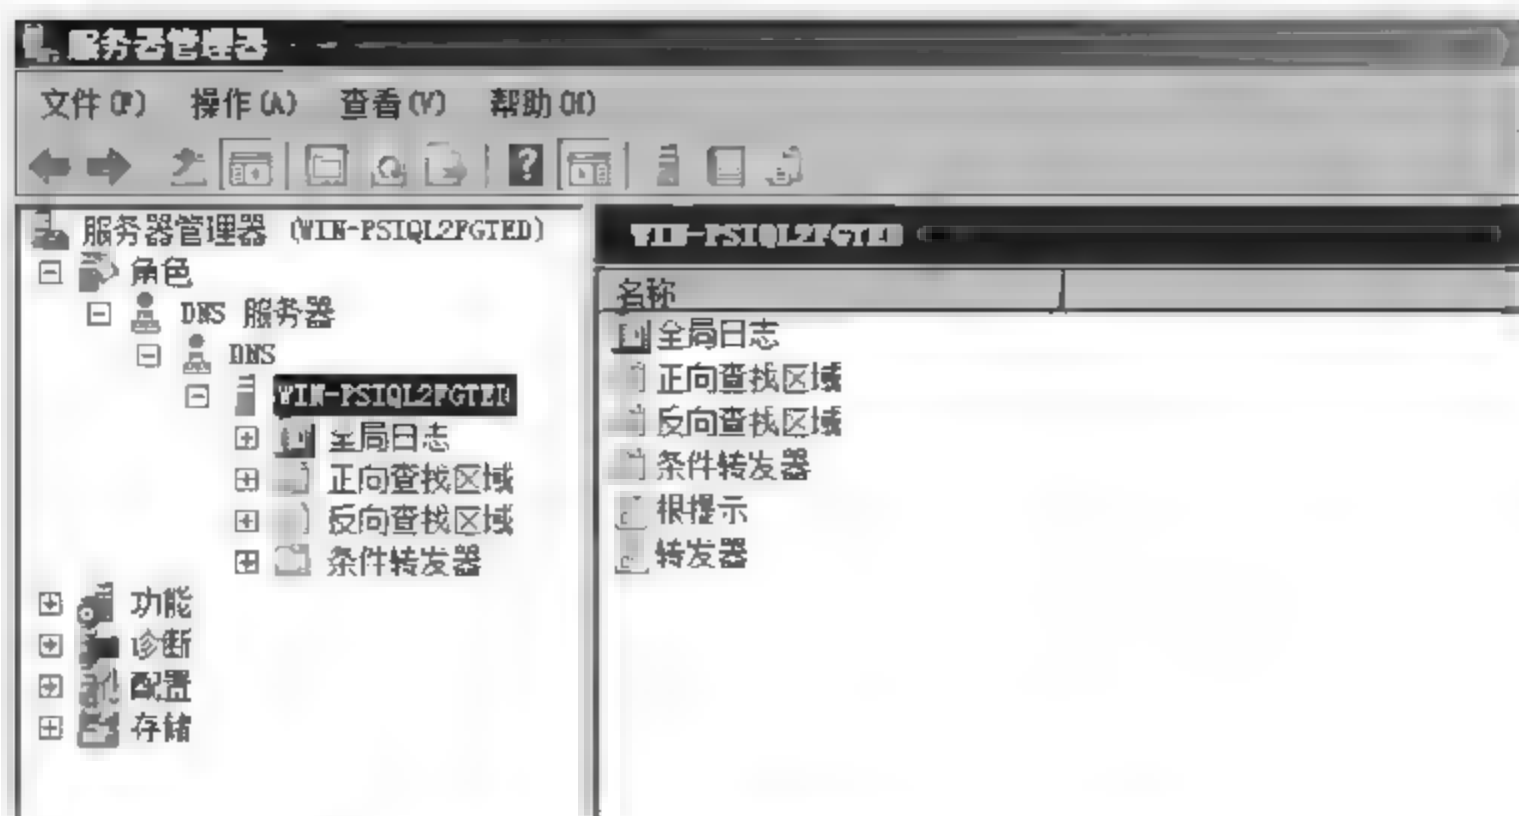 服务器管理器
文件(F) 操作(A) 查看(V) 帮助(H)
服务器管理器 (WIN-PSIQL2FGTED)
角色
DNS 服务器
DNS
WIN-PSIQL2FGTED
全局日志
正向查找区域
反向查找区域
条件转发器
功能
诊断
配置
存储
WIN-PSIQL2FGTED
名称
全局日志
正向查找区域
反向查找区域
条件转发器
根提示
转发器